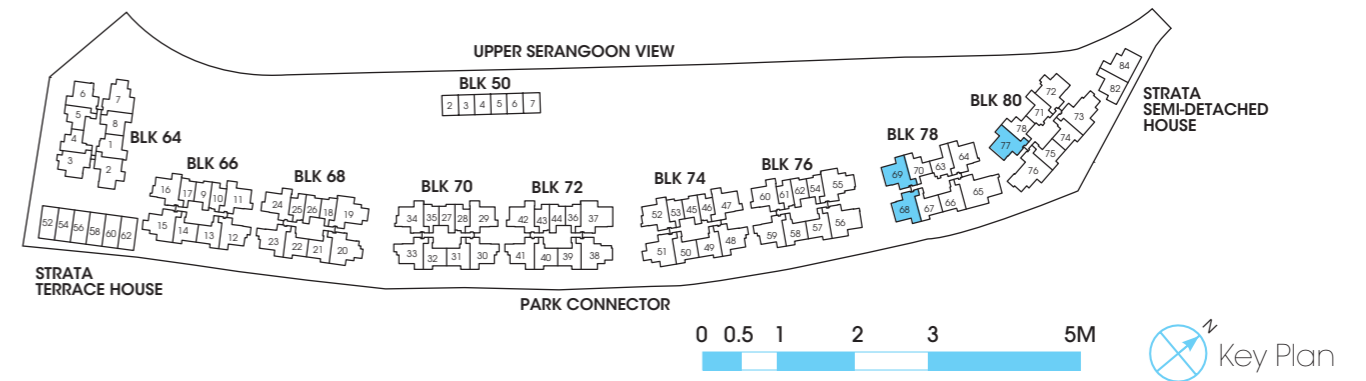 UPPER SERANGOON VIEW
BLK 50
2 3 4 5 6 7
BLK 64
6 7
5 8
4 1
3 2
BLK 66
16 17 9 10 11
15 14 13 12
BLK 68
24 25 26 18 19
23 22 21 20
BLK 70
34 35 27 28 29
33 32 31 30
BLK 72
42 43 44 36 37
41 40 39 38
BLK 74
52 53 45 46 47
51 50 49 48
BLK 76
60 61 62 54 55
59 58 57 56
BLK 78
69 70 63 64
68 67 66 65
BLK 80
72
71
78 73
77 74
75
76
84
82
STRATA
SEMI-DETACHED
HOUSE
52 54 56 58 60 62
STRATA
TERRACE HOUSE
PARK CONNECTOR
0 0.5 1 2 3 5M
N
Key Plan